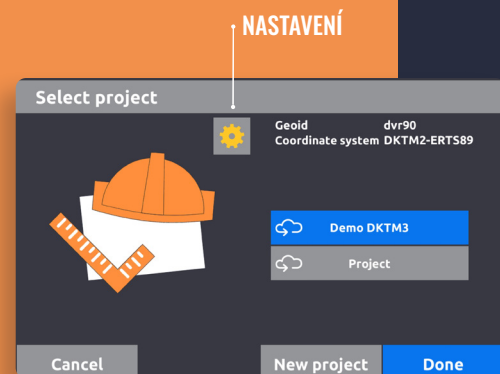 NASTAVENÍ
Select project
Geoid dvr90
Coordinate system DKTM2-ERTS89
Demo DKTM3
Project
Cancel
New project
Done